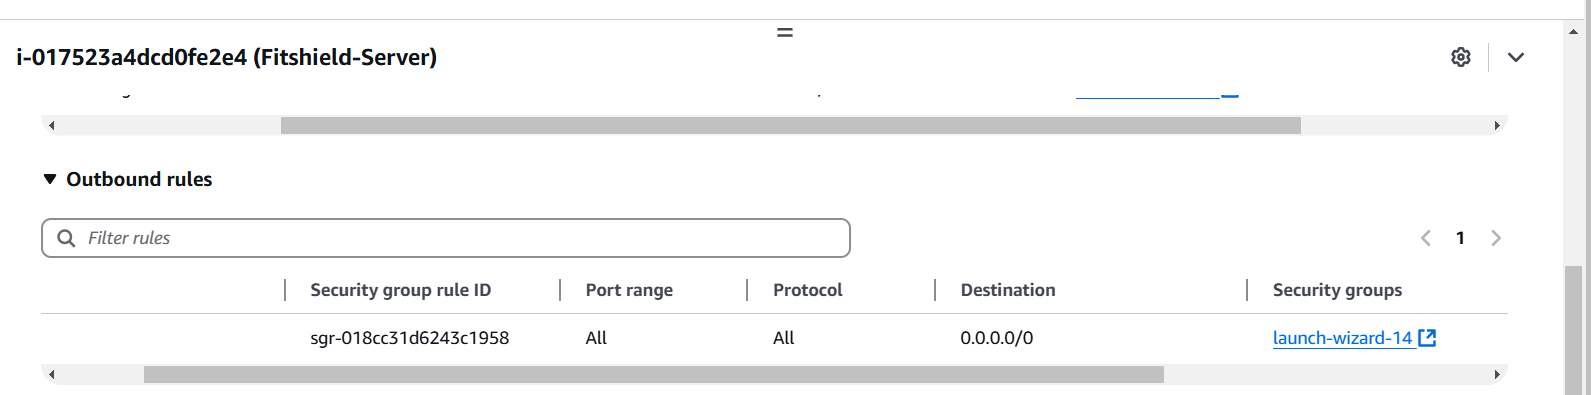 i-017523a4dcd0fe2e4 (Fitshield-Server)
Outbound rules
Filter rules
1
Security group rule ID Port range Protocol Destination Security groups
sgr-018cc31d6243c1958 All All 0.0.0.0/0 launch-wizard-14